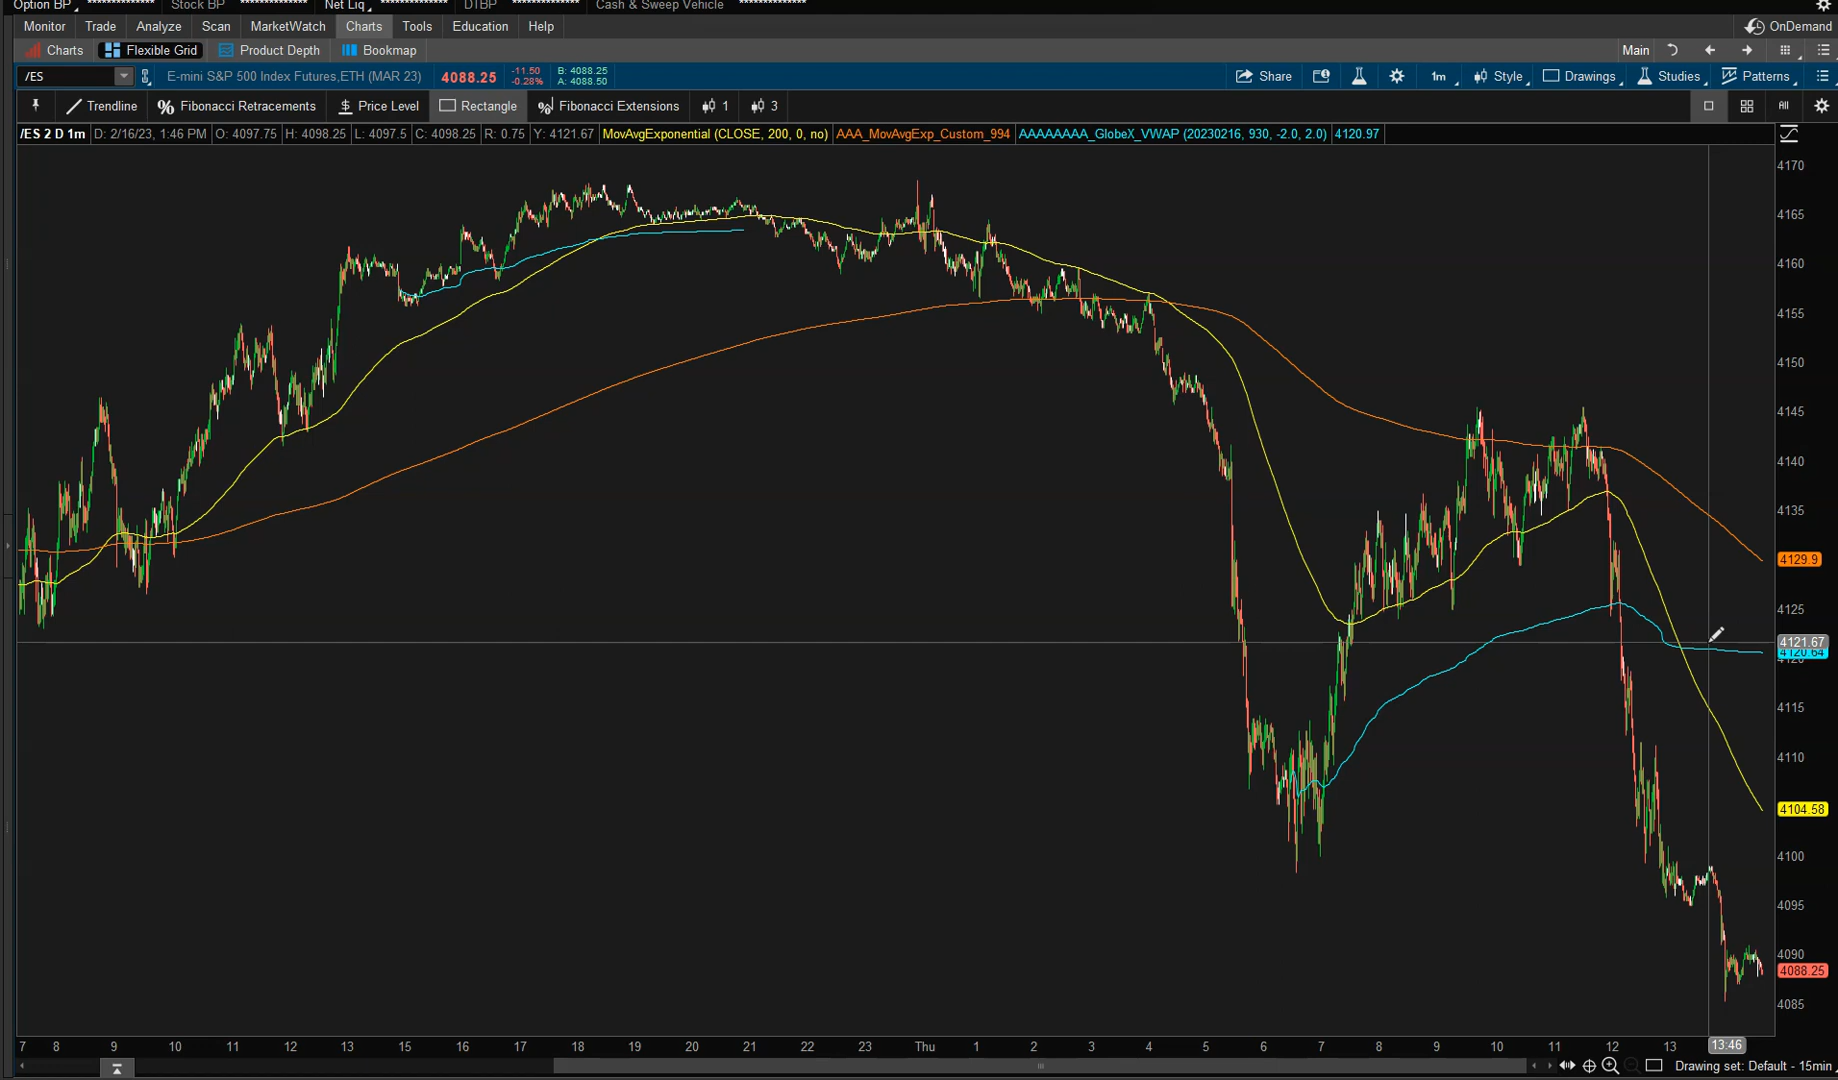 Option BP ************** Stock BP ************** Net Liq ************** DTBP ************** Cash & Sweep Vehicle **************
Monitor Trade Analyze Scan MarketWatch Charts Tools Education Help OnDemand
Charts Flexible Grid Product Depth Bookmap Main
/ES E-mini S&P 500 Index Futures,ETH (MAR 23) 4088.25 -11.50 B: 4088.25 Share 1m Style Drawings Studies Patterns
-0.28% A: 4088.50
Trendline Fibonacci Retracements Price Level Rectangle Fibonacci Extensions 1 3 All
/ES 2 D 1m D: 2/16/23, 1:46 PM O: 4097.75 H: 4098.25 L: 4097.5 C: 4098.25 R: 0.75 Y: 4121.67 MovAvgExponential (CLOSE, 200, 0, no) AAA_MovAvgExp_Custom_994 AAAAAAAA_GlobeX_VWAP (20230216, 930, -2.0, 2.0) 4120.97
4170
4165
4160
4155
4150
4145
4140
4135
4129.9
4125
4121.67
4120.64
4120
4115
4110
4104.58
4100
4095
4090
4088.25
4085
7 8 9 10 11 12 13 14 15 16 17 18 19 20 21 22 23 Thu 1 2 3 4 5 6 7 8 9 10 11 12 13 13:46
Drawing set: Default - 15min